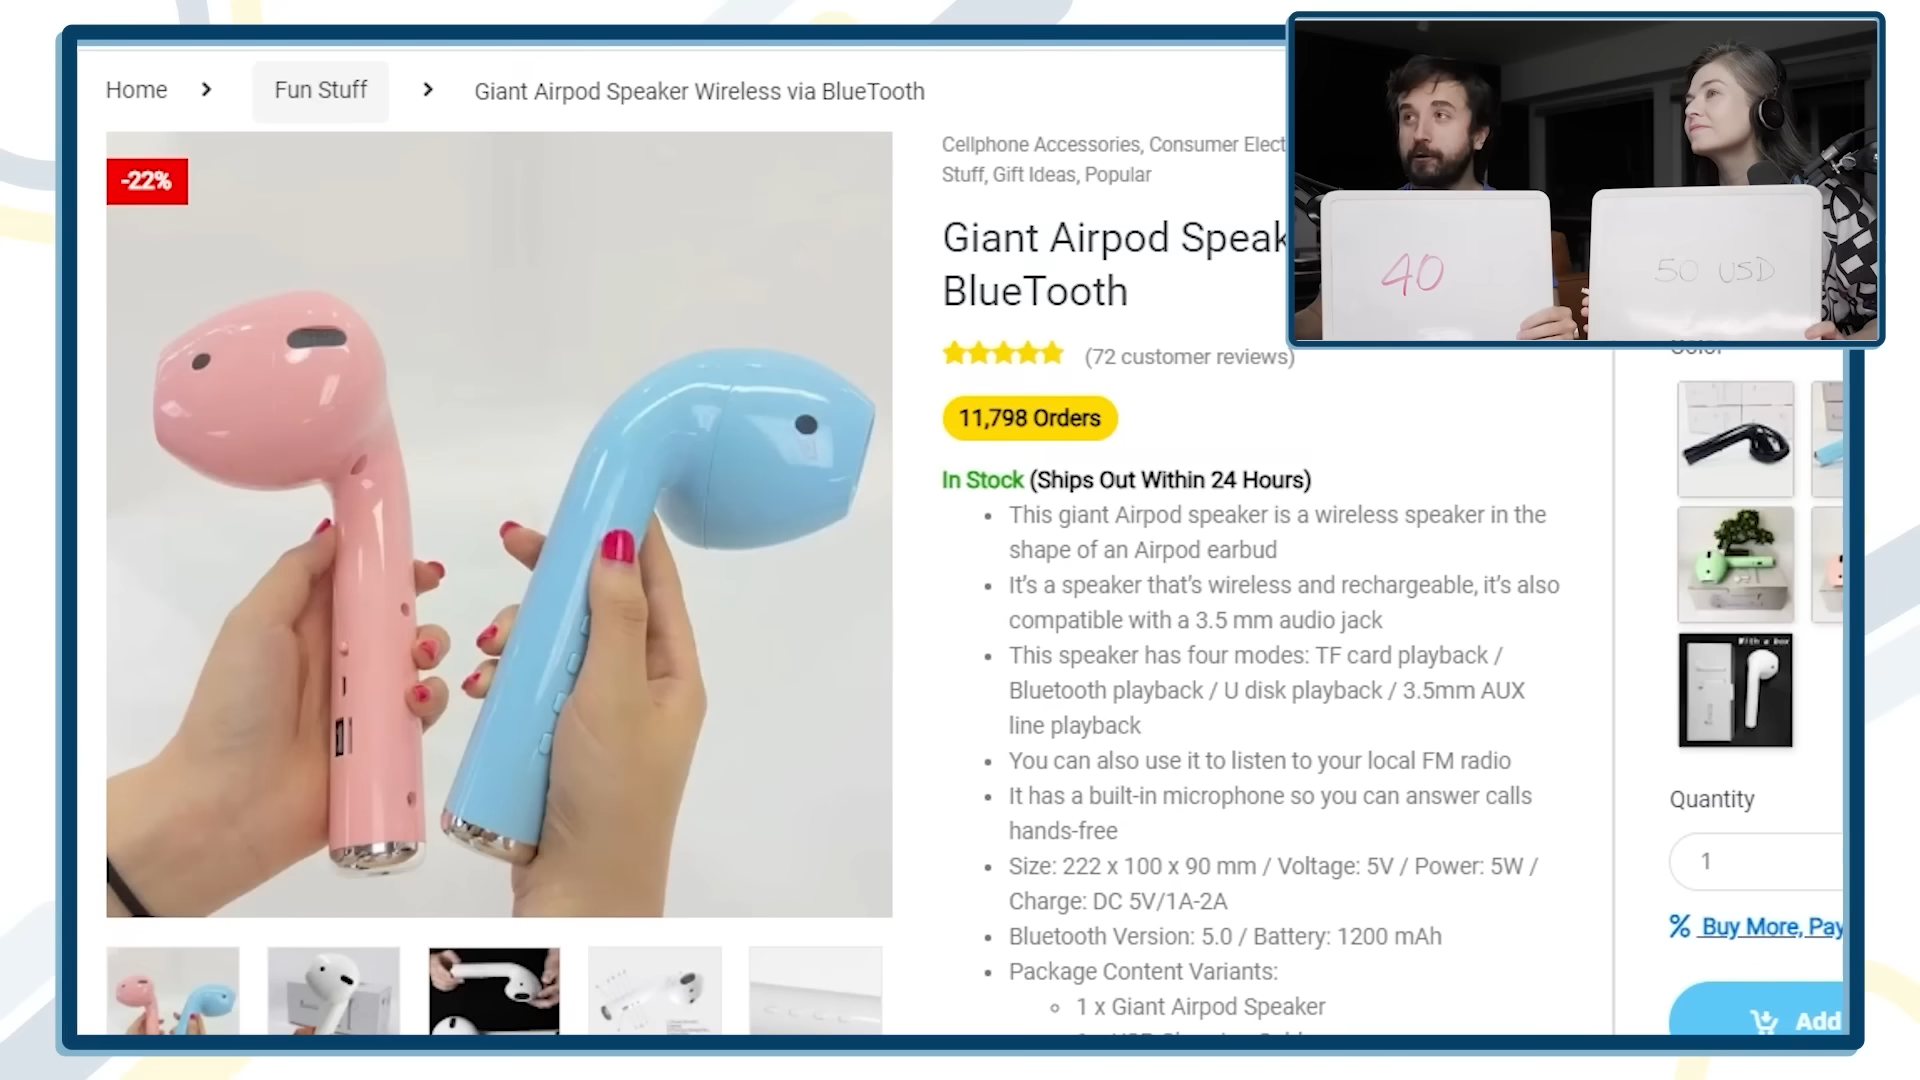 Home > Fun Stuff > Giant Airpod Speaker Wireless via BlueTooth
-22%
Cellphone Accessories, Consumer Elect
Stuff, Gift Ideas, Popular
Giant Airpod Speak
BlueTooth
(72 customer reviews)
11,798 Orders
In Stock (Ships Out Within 24 Hours)
• This giant Airpod speaker is a wireless speaker in the
shape of an Airpod earbud
• It’s a speaker that’s wireless and rechargeable, it’s also
compatible with a 3.5 mm audio jack
• This speaker has four modes: TF card playback /
Bluetooth playback / U disk playback / 3.5mm AUX
line playback
• You can also use it to listen to your local FM radio
• It has a built-in microphone so you can answer calls
hands-free
• Size: 222 x 100 x 90 mm / Voltage: 5V / Power: 5W /
Charge: DC 5V/1A-2A
• Bluetooth Version: 5.0 / Battery: 1200 mAh
• Package Content Variants:
1 x Giant Airpod Speaker
40
50 USD
With a box
Quantity
1
% Buy More, Pay
Add